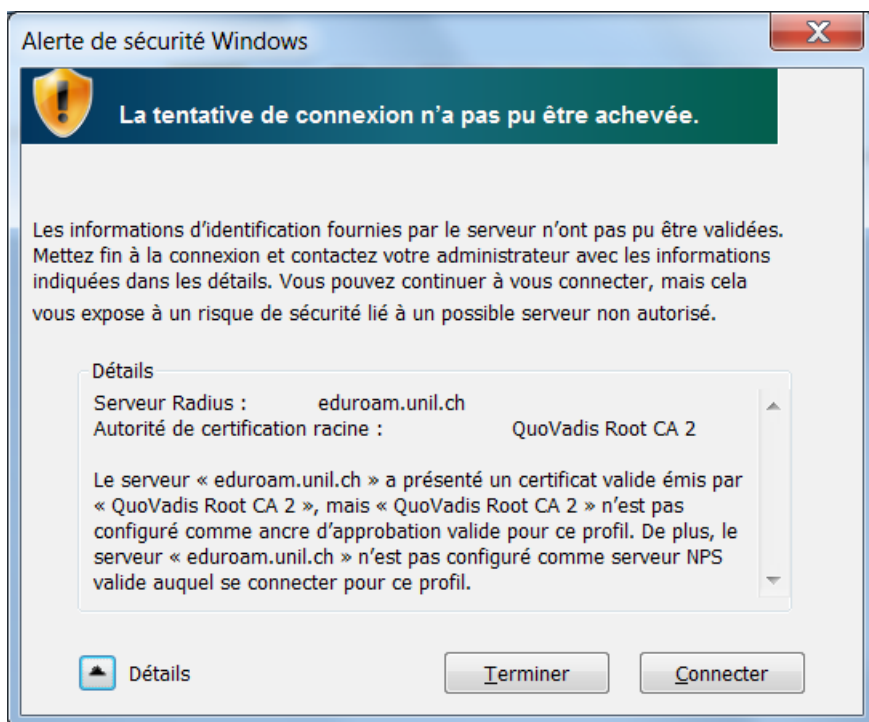 Alerte de sécurité Windows
La tentative de connexion n’a pas pu être achevée.
Les informations d’identification fournies par le serveur n’ont pas pu être validées.
Mettez fin à la connexion et contactez votre administrateur avec les informations
indiquées dans les détails. Vous pouvez continuer à vous connecter, mais cela
vous expose à un risque de sécurité lié à un possible serveur non autorisé.
Détails
Serveur Radius : eduroam.unil.ch
Autorité de certification racine : QuoVadis Root CA 2
Le serveur « eduroam.unil.ch » a présenté un certificat valide émis par
« QuoVadis Root CA 2 », mais « QuoVadis Root CA 2 » n’est pas
configuré comme ancre d’approbation valide pour ce profil. De plus, le
serveur « eduroam.unil.ch » n’est pas configuré comme serveur NPS
valide auquel se connecter pour ce profil.
Détails Terminer Connecter